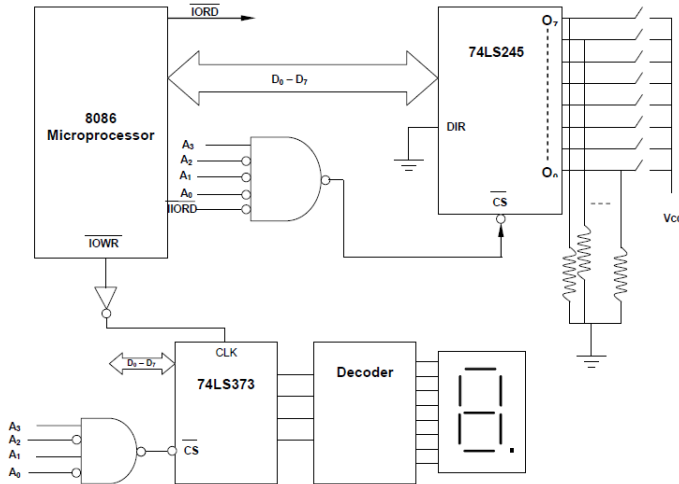 IORD
O7
74LS245
D0 – D7
8086
Microprocessor
DIR
A3
A2
A1
A0
IIORD
O0
CS
Vcc
IOWR
CLK
D0 – D7
74LS373
Decoder
A3
A2
A1
A0
CS